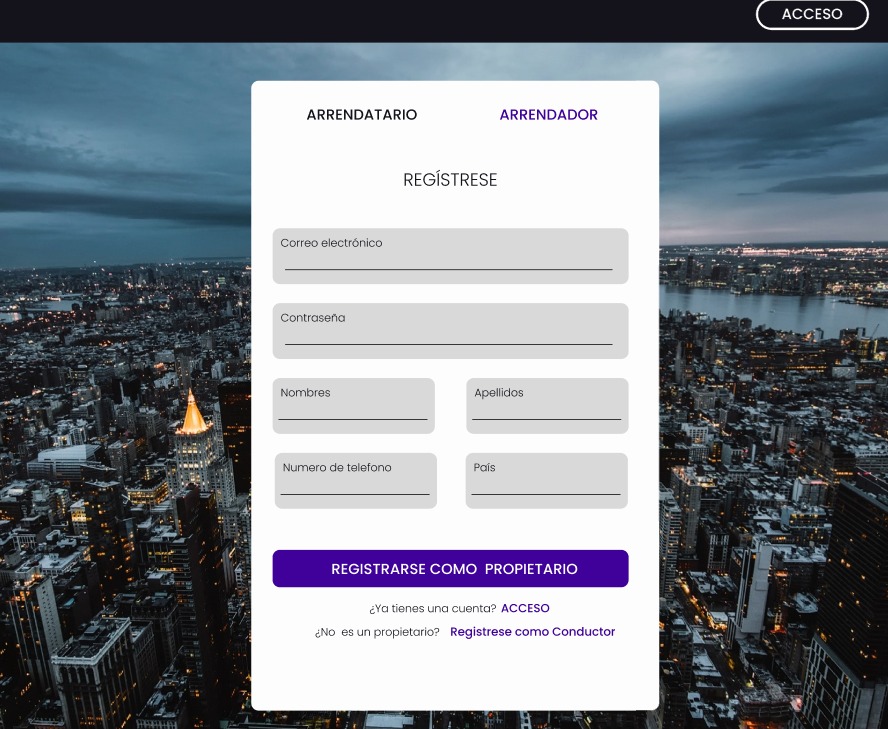 ACCESO
ARRENDATARIO ARRENDADOR
REGÍSTRESE
Correo electrónico
Contraseña
Nombres Apellidos
Numero de telefono País
REGISTRARSE COMO PROPIETARIO
¿Ya tienes una cuenta? ACCESO
¿No es un propietario? Regístrese como Conductor